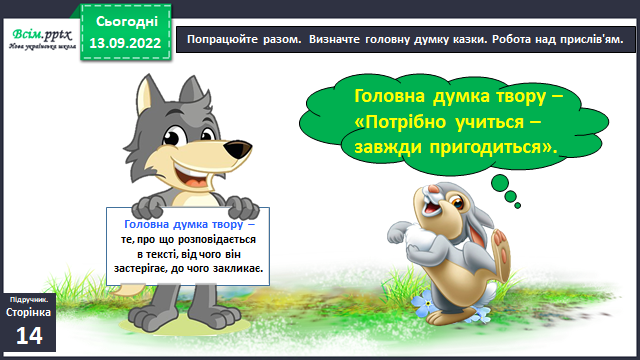 Всім.pptx
Нова українська школа
Сьогодні
13.09.2022
Попрацюйте разом. Визначте головну думку казки. Робота над прислів'ям.
Головна думка твору –
«Потрібно учиться –
завжди пригодиться».
Головна думка твору –
те, про що розповідається
в тексті, від чого він
застерігає, до чого закликає.
Підручник.
Сторінка
14